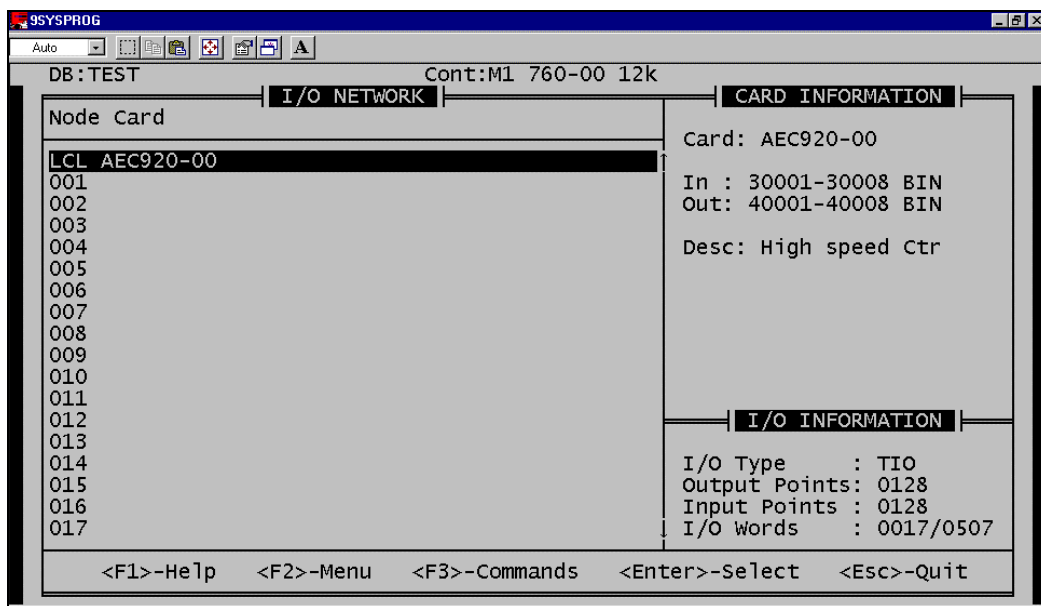 9SYSPROG
Auto
A
DB:TEST Cont:M1 760-00 12k
I/O NETWORK
Node Card
LCL AEC920-00
001
002
003
004
005
006
007
008
009
010
011
012
013
014
015
016
017
CARD INFORMATION
Card: AEC920-00
In : 30001-30008 BIN
Out: 40001-40008 BIN
Desc: High speed Ctr
I/O INFORMATION
I/O Type : TIO
Output Points: 0128
Input Points : 0128
I/O Words : 0017/0507
<F1>-Help <F2>-Menu <F3>-Commands <Enter>-Select <Esc>-Quit